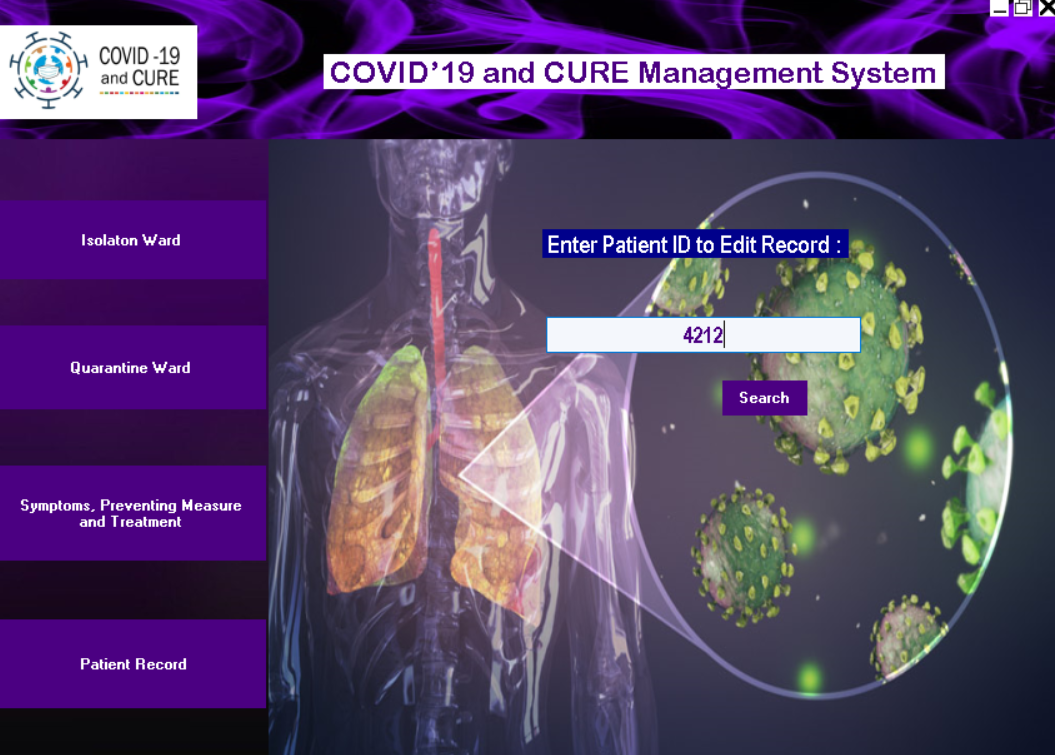 COVID -19
and CURE
COVID’19 and CURE Management System
Isolaton Ward
Quarantine Ward
Symptoms, Preventing Measure
and Treatment
Patient Record
Enter Patient ID to Edit Record :
4212
Search